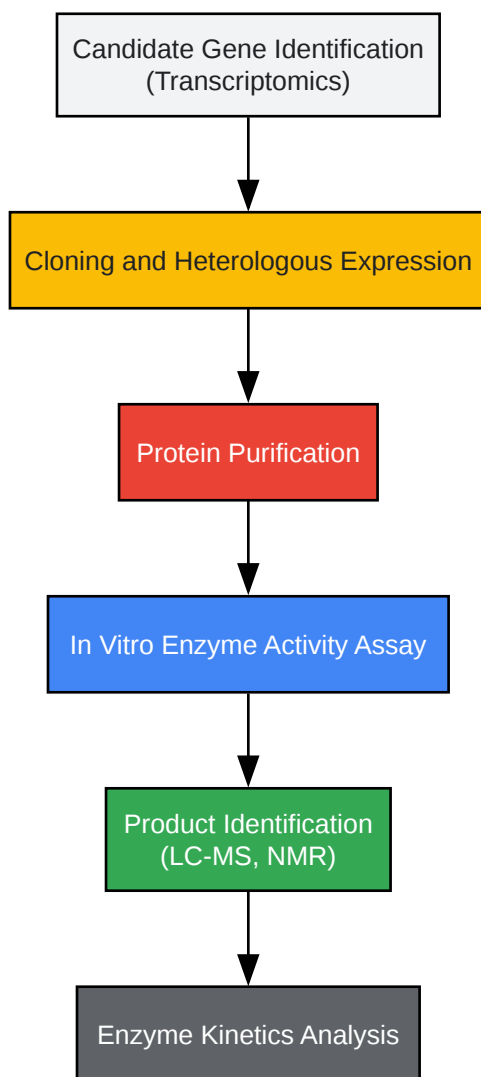 Candidate Gene Identification
(Transcriptomics)
Cloning and Heterologous Expression
Protein Purification
In Vitro Enzyme Activity Assay
Product Identification
(LC-MS, NMR)
Enzyme Kinetics Analysis